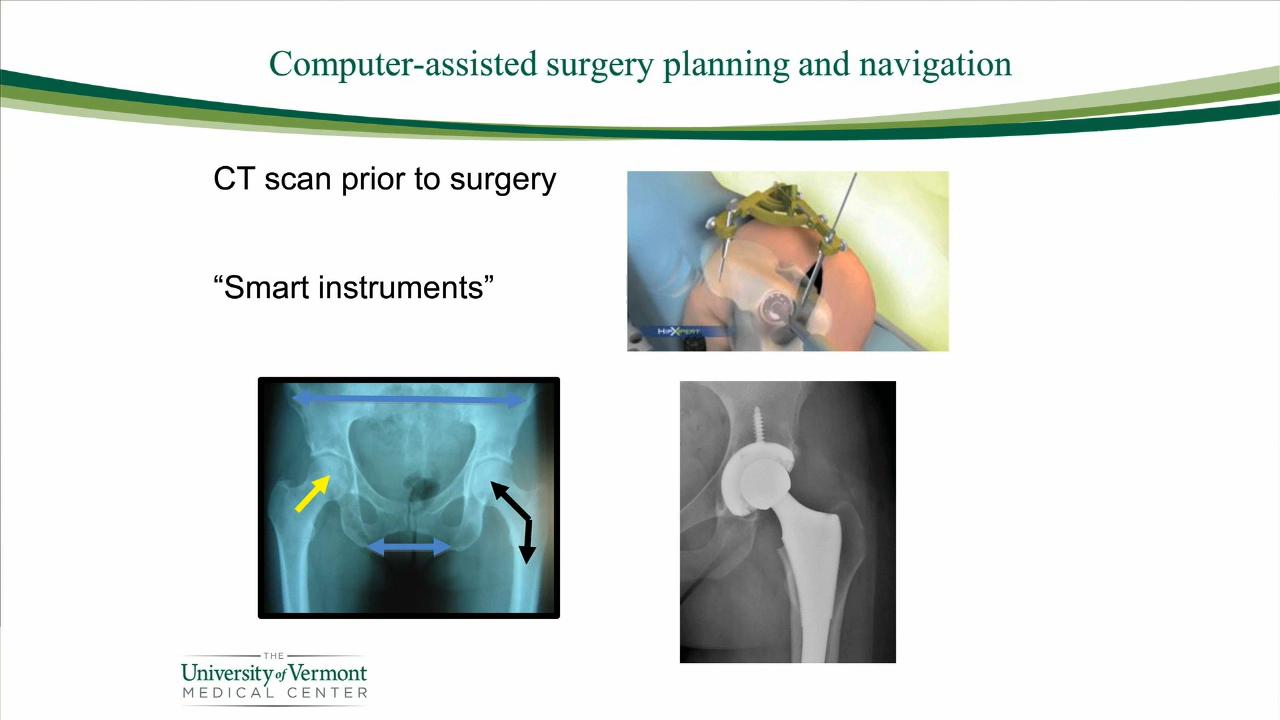 Computer-assisted surgery planning and navigation
CT scan prior to surgery
“Smart instruments”
HipXpert
THE
University of Vermont
MEDICAL CENTER